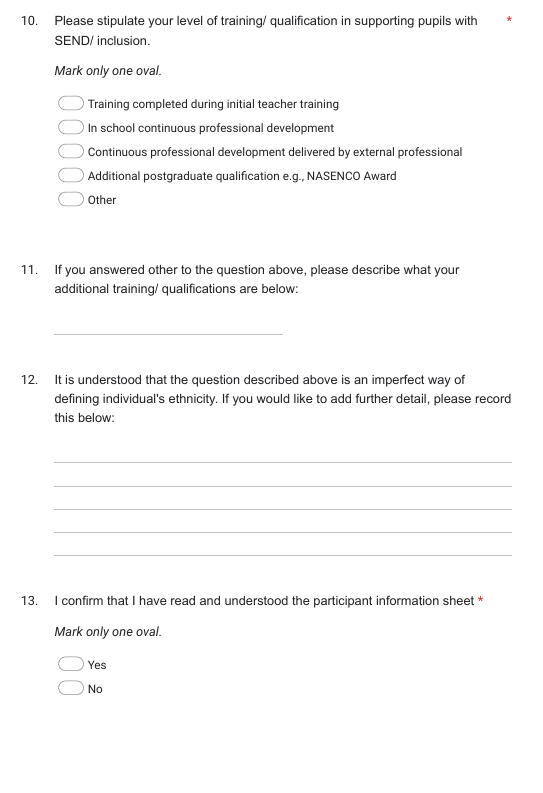 10. Please stipulate your level of training/ qualification in supporting pupils with *
SEND/ inclusion.
Mark only one oval.
Training completed during initial teacher training
In school continuous professional development
Continuous professional development delivered by external professional
Additional postgraduate qualification e.g., NASENCO Award
Other
11. If you answered other to the question above, please describe what your
additional training/ qualifications are below:
12. It is understood that the question described above is an imperfect way of
defining individual's ethnicity. If you would like to add further detail, please record
this below:
13. I confirm that I have read and understood the participant information sheet *
Mark only one oval.
Yes
No